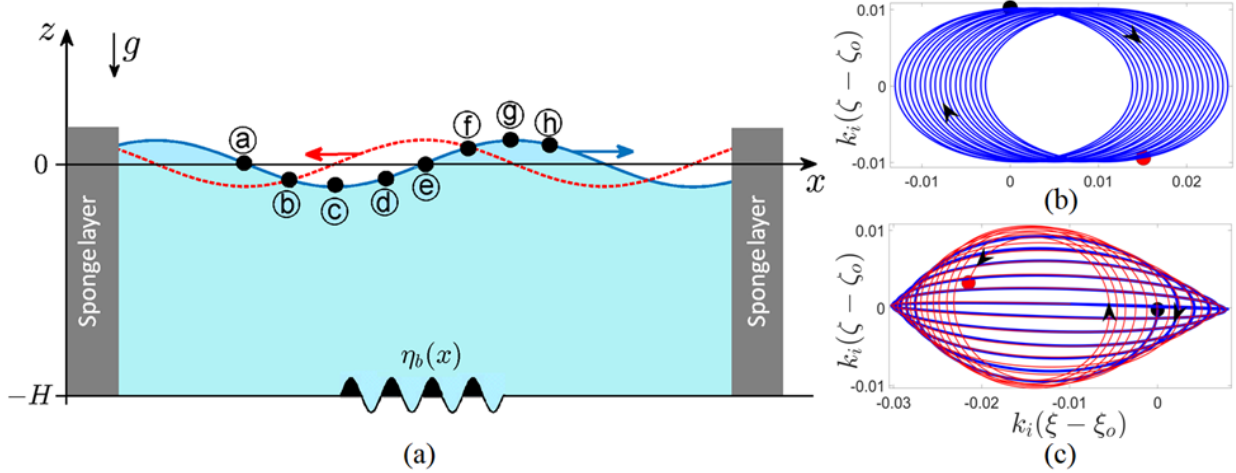 z
g
0
x
−H
Sponge layer
Sponge layer
ⓐ
ⓑ
ⓒ
ⓓ
ⓔ
ⓕ
ⓖ
ⓗ
η_b(x)
(a)
k_i(ζ − ζ_o)
0.01
0
-0.01
-0.01
0
0.01
0.02
(b)
k_i(ζ − ζ_o)
0.01
0
-0.01
-0.03
-0.02
-0.01
0
k_i(ξ − ξ_o)
(c)